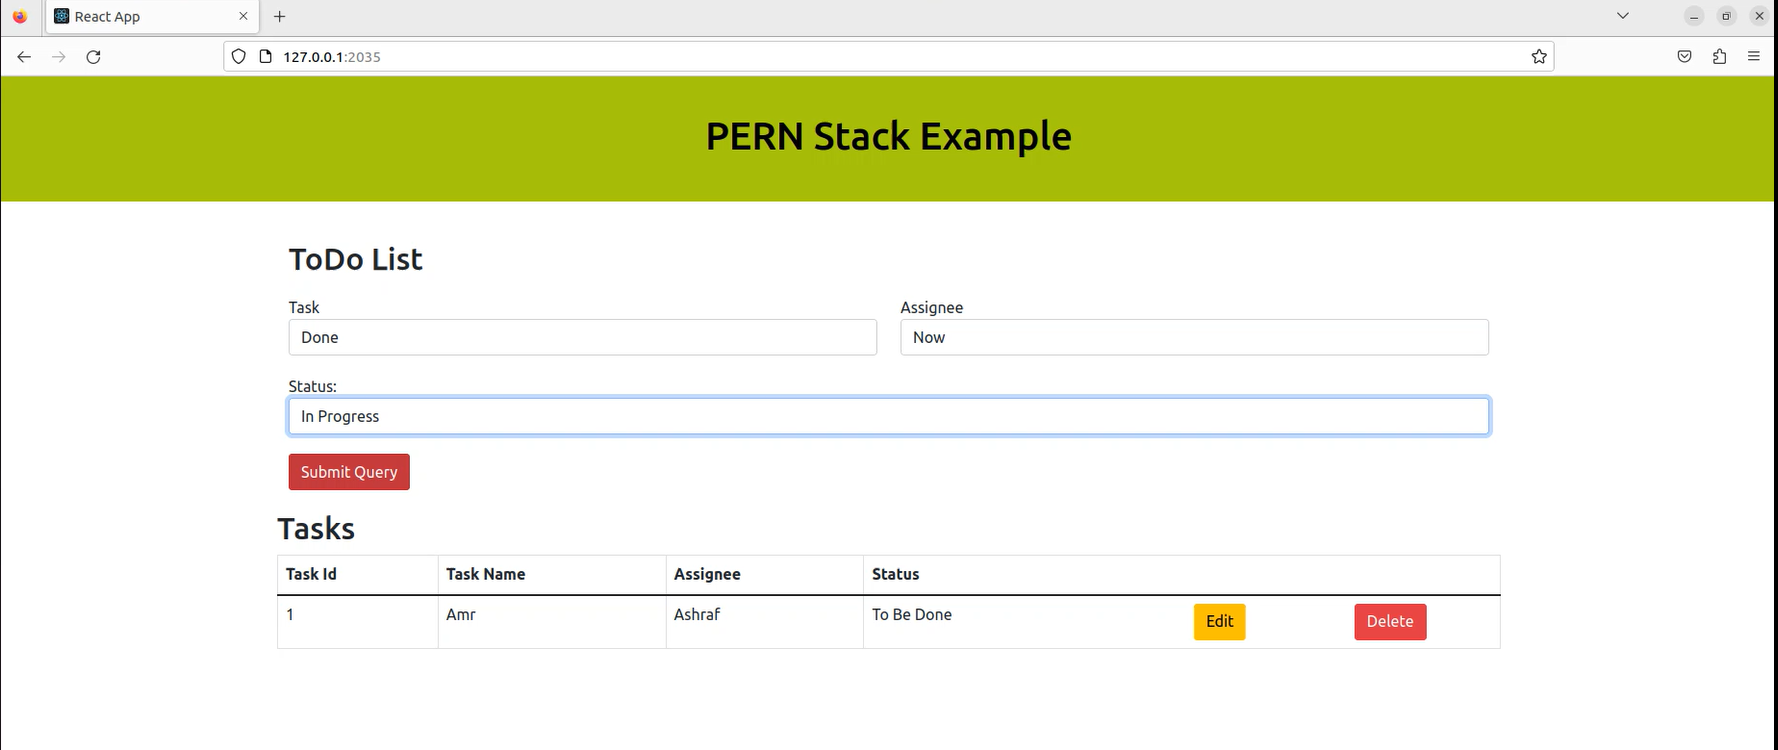 React App
127.0.0.1:2035
PERN Stack Example
ToDo List
Task Assignee
Done Now
Status:
In Progress
Submit Query
Tasks
Task Id Task Name Assignee Status
1 Amr Ashraf To Be Done Edit Delete